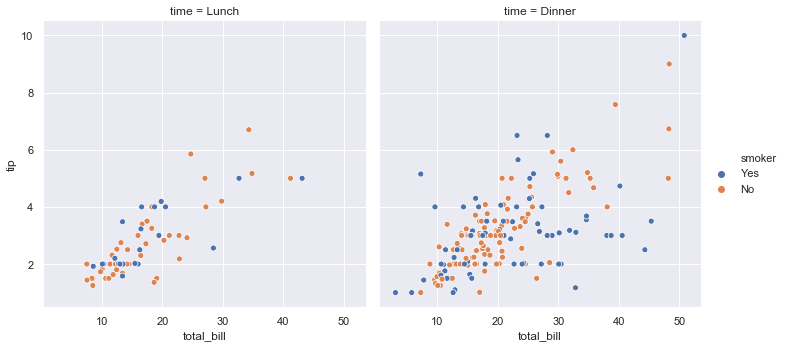 time = Lunch
time = Dinner
10
8
6
4
2
tip
10 20 30 40 50
10 20 30 40 50
total_bill
total_bill
smoker
Yes
No